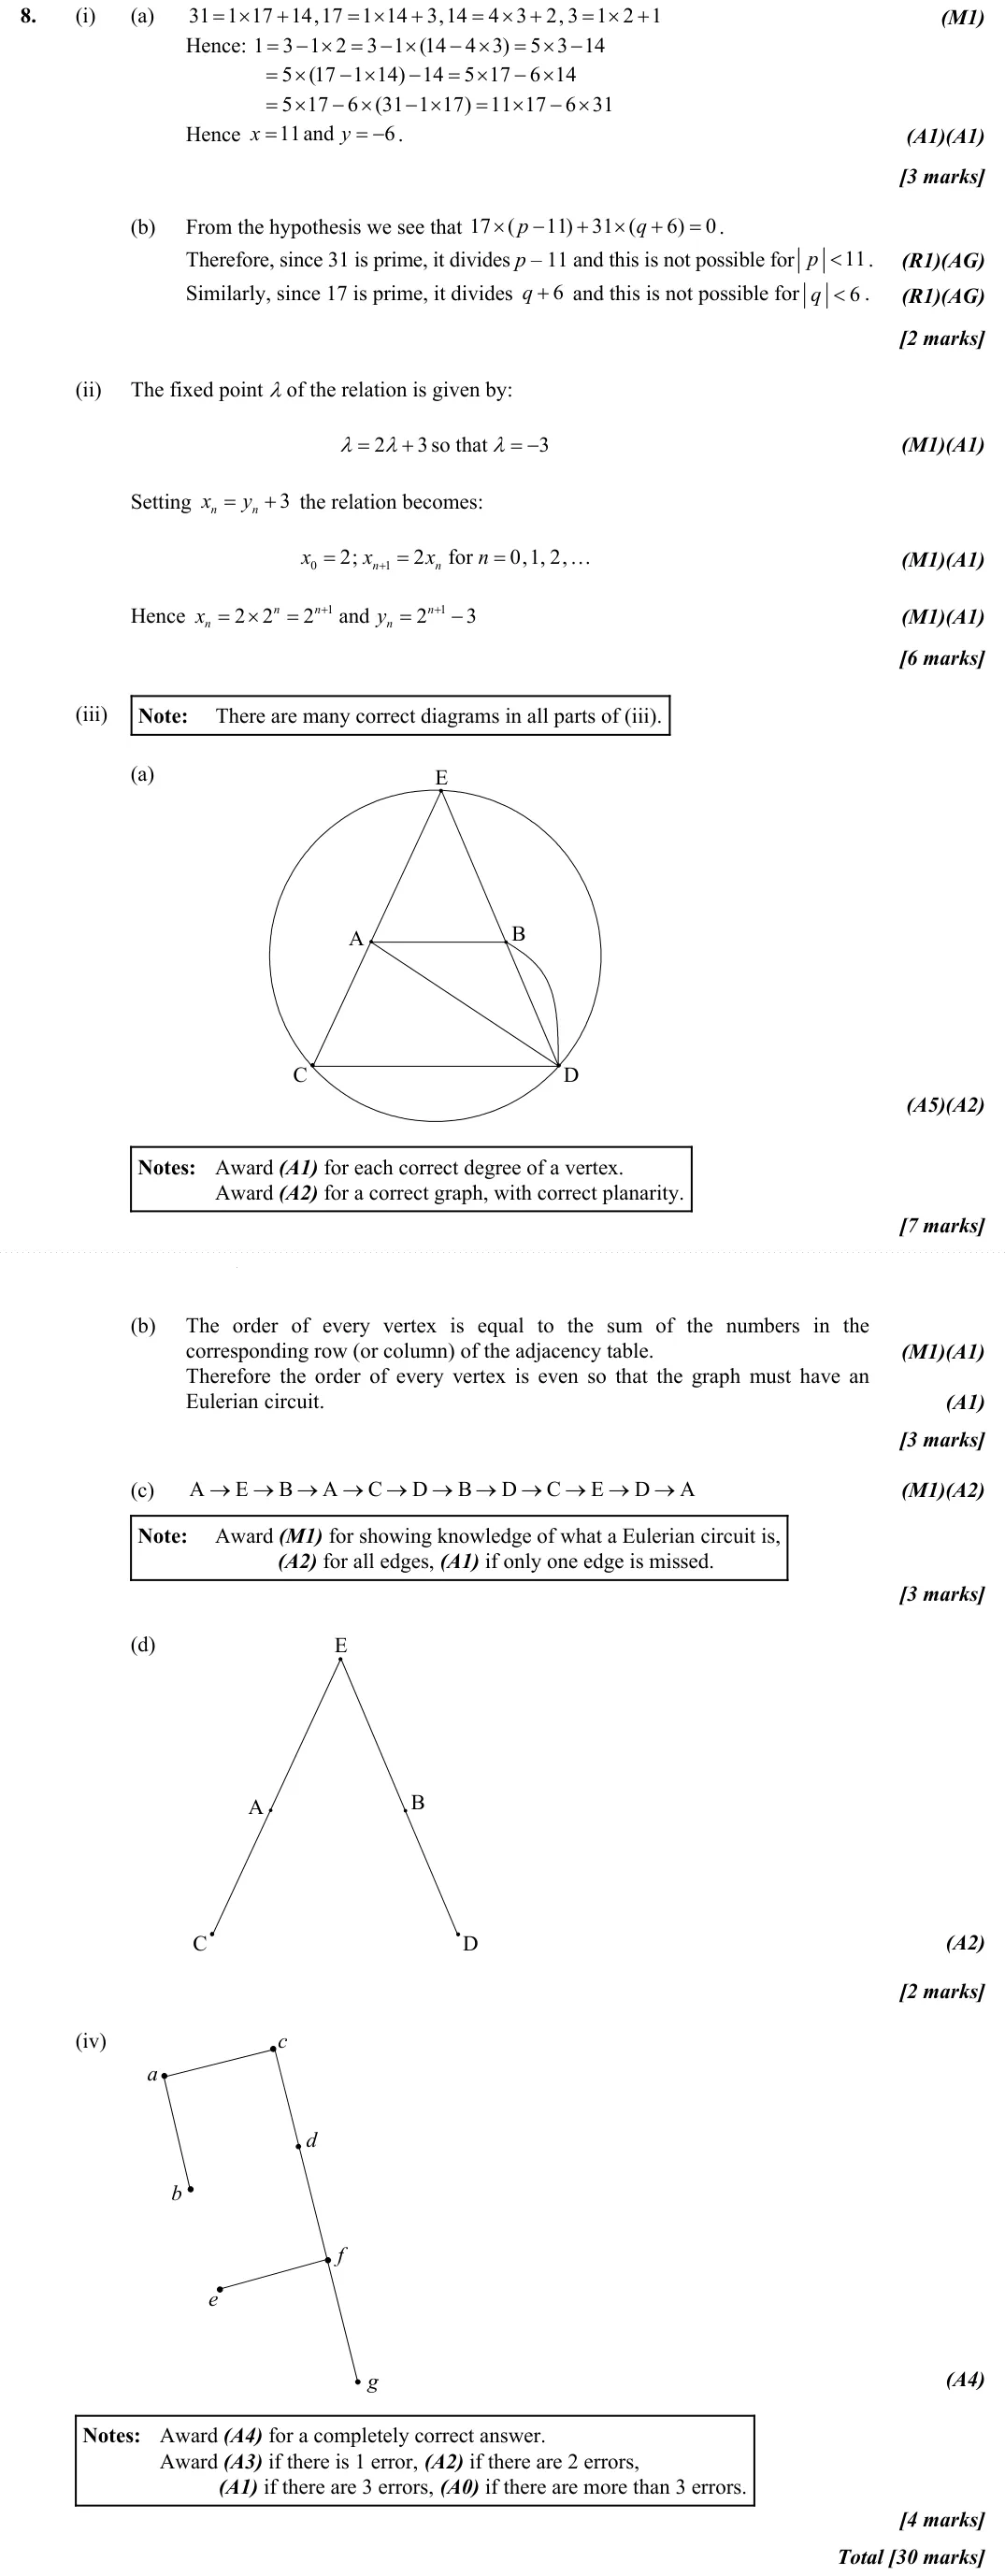 8. (i) (a) 31 = 1×17 + 14, 17 = 1×14 + 3, 14 = 4×3 + 2, 3 = 1×2 + 1 (M1)
Hence: 1 = 3 − 1×2 = 3 − 1×(14 − 4×3) = 5×3 − 14
= 5×(17 − 1×14) − 14 = 5×17 − 6×14
= 5×17 − 6×(31 − 1×17) = 11×17 − 6×31
Hence x = 11 and y = −6. (A1)(A1)
[3 marks]
(b) From the hypothesis we see that 17×(p − 11) + 31×(q + 6) = 0.
Therefore, since 31 is prime, it divides p – 11 and this is not possible for |p| < 11. (R1)(AG)
Similarly, since 17 is prime, it divides q + 6 and this is not possible for |q| < 6. (R1)(AG)
[2 marks]
(ii) The fixed point λ of the relation is given by:
λ = 2λ + 3 so that λ = −3 (M1)(A1)
Setting xₙ = yₙ + 3 the relation becomes:
x₀ = 2; xₙ₊₁ = 2xₙ for n = 0, 1, 2, … (M1)(A1)
Hence xₙ = 2×2ⁿ = 2ⁿ⁺¹ and yₙ = 2ⁿ⁺¹ − 3 (M1)(A1)
[6 marks]
(iii) Note: There are many correct diagrams in all parts of (iii).
(a)
E
A B
C D
(A5)(A2)
Notes: Award (A1) for each correct degree of a vertex.
Award (A2) for a correct graph, with correct planarity.
[7 marks]
(b) The order of every vertex is equal to the sum of the numbers in the
corresponding row (or column) of the adjacency table. (M1)(A1)
Therefore the order of every vertex is even so that the graph must have an
Eulerian circuit. (A1)
[3 marks]
(c) A → E → B → A → C → D → B → D → C → E → D → A (M1)(A2)
Note: Award (M1) for showing knowledge of what a Eulerian circuit is,
(A2) for all edges, (A1) if only one edge is missed.
[3 marks]
(d)
E
A B
C D
(A2)
[2 marks]
(iv)
c
a
d
b
f
e
g
(A4)
Notes: Award (A4) for a completely correct answer.
Award (A3) if there is 1 error, (A2) if there are 2 errors,
(A1) if there are 3 errors, (A0) if there are more than 3 errors.
[4 marks]
Total [30 marks]